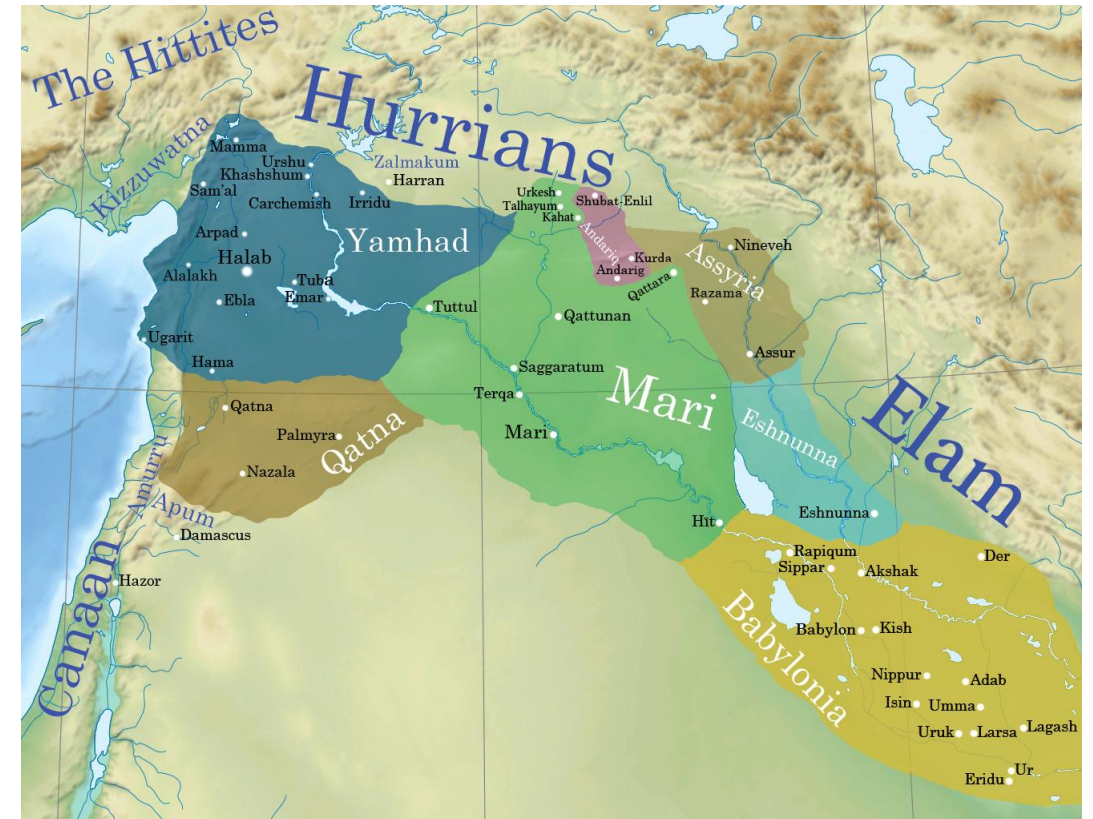 The Hittites
Hurrians
Kizzuwatna
Mamma
Urshu
Khashshum
Zalmakum
Harran
Sam'al
Carchemish
Irridu
Urkesh
Talhayum
Kahat
Shubat-Enlil
Andariq
Arpad
Yamhad
Halab
Alalakh
Tuba
Emar
Ebla
Kurda
Andarig
Qattara
Assyria
Nineveh
Razama
Tuttul
Qattunan
Ugarit
Hama
Assur
Saggaratum
Terqa
Mari
Mari
Qatna
Palmyra
Qatna
Nazala
Eshnunna
Elam
Amurru
Apum
Damascus
Hit
Eshnunna
Canaan
Hazor
Rapiqum
Sippar
Akshak
Der
Babylonia
Babylon
Kish
Nippur
Adab
Isin
Umma
Uruk
Larsa
Lagash
Ur
Eridu